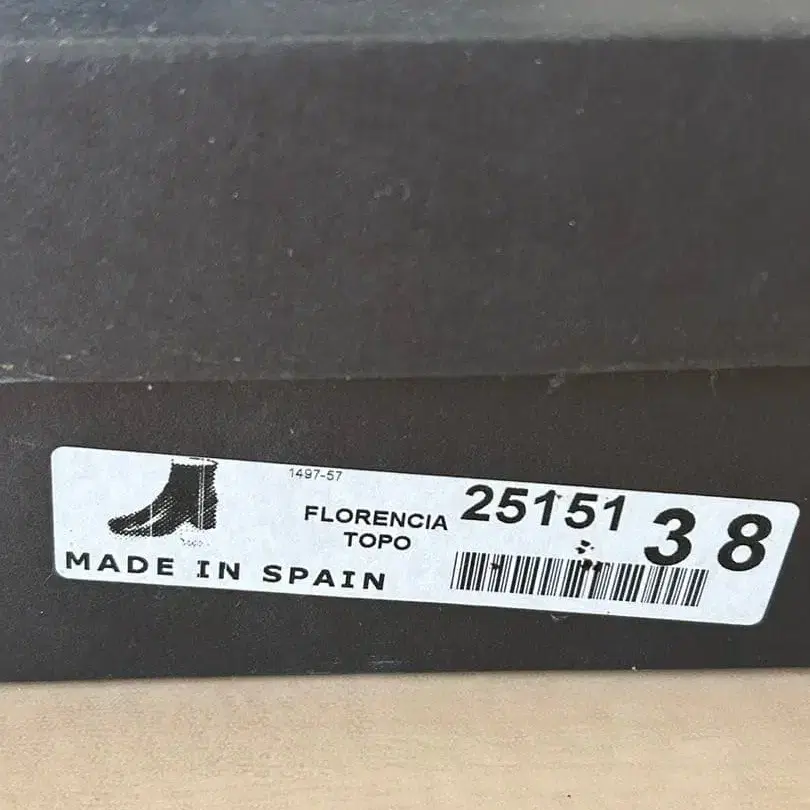 1497-57
FLORENCIA
TOPO
25151
38
MADE IN SPAIN